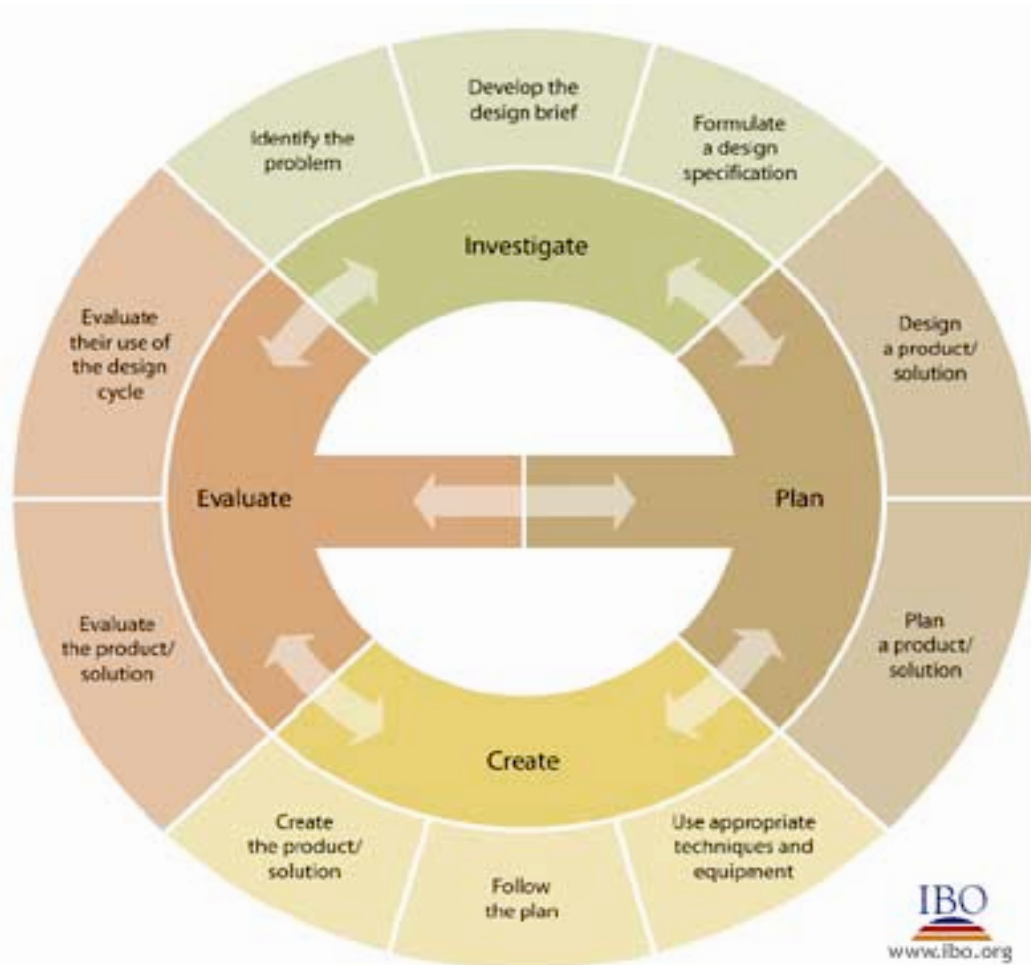 Identify the
problem
Develop the
design brief
Formulate
a design
specification
Investigate
Design
a product/
solution
Plan
Plan
a product/
solution
Use appropriate
techniques and
equipment
Create
Follow
the plan
Create
the product/
solution
Evaluate
the product/
solution
Evaluate
Evaluate
their use of
the design
cycle
IBO
www.ibo.org